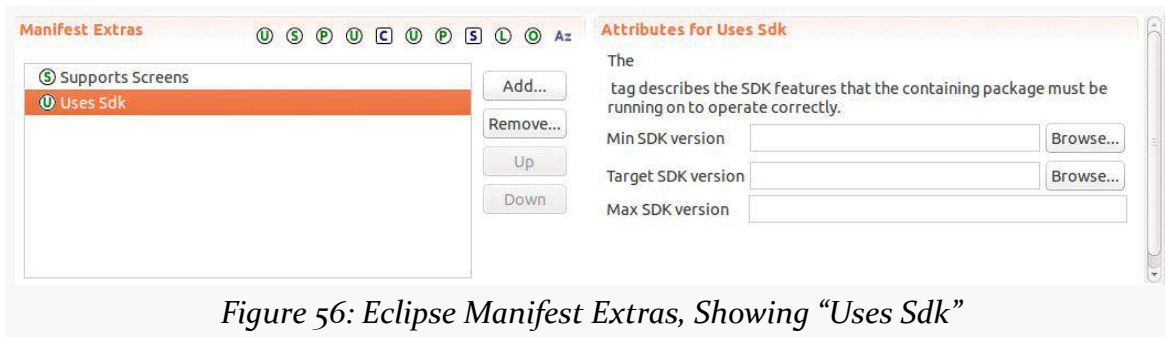 Manifest Extras
U S P U C U P S L O Az
Supports Screens
Uses Sdk
Add...
Remove...
Up
Down
Attributes for Uses Sdk
The
tag describes the SDK features that the containing package must be
running on to operate correctly.
Min SDK version
Browse...
Target SDK version
Browse...
Max SDK version
Figure 56: Eclipse Manifest Extras, Showing “Uses Sdk”